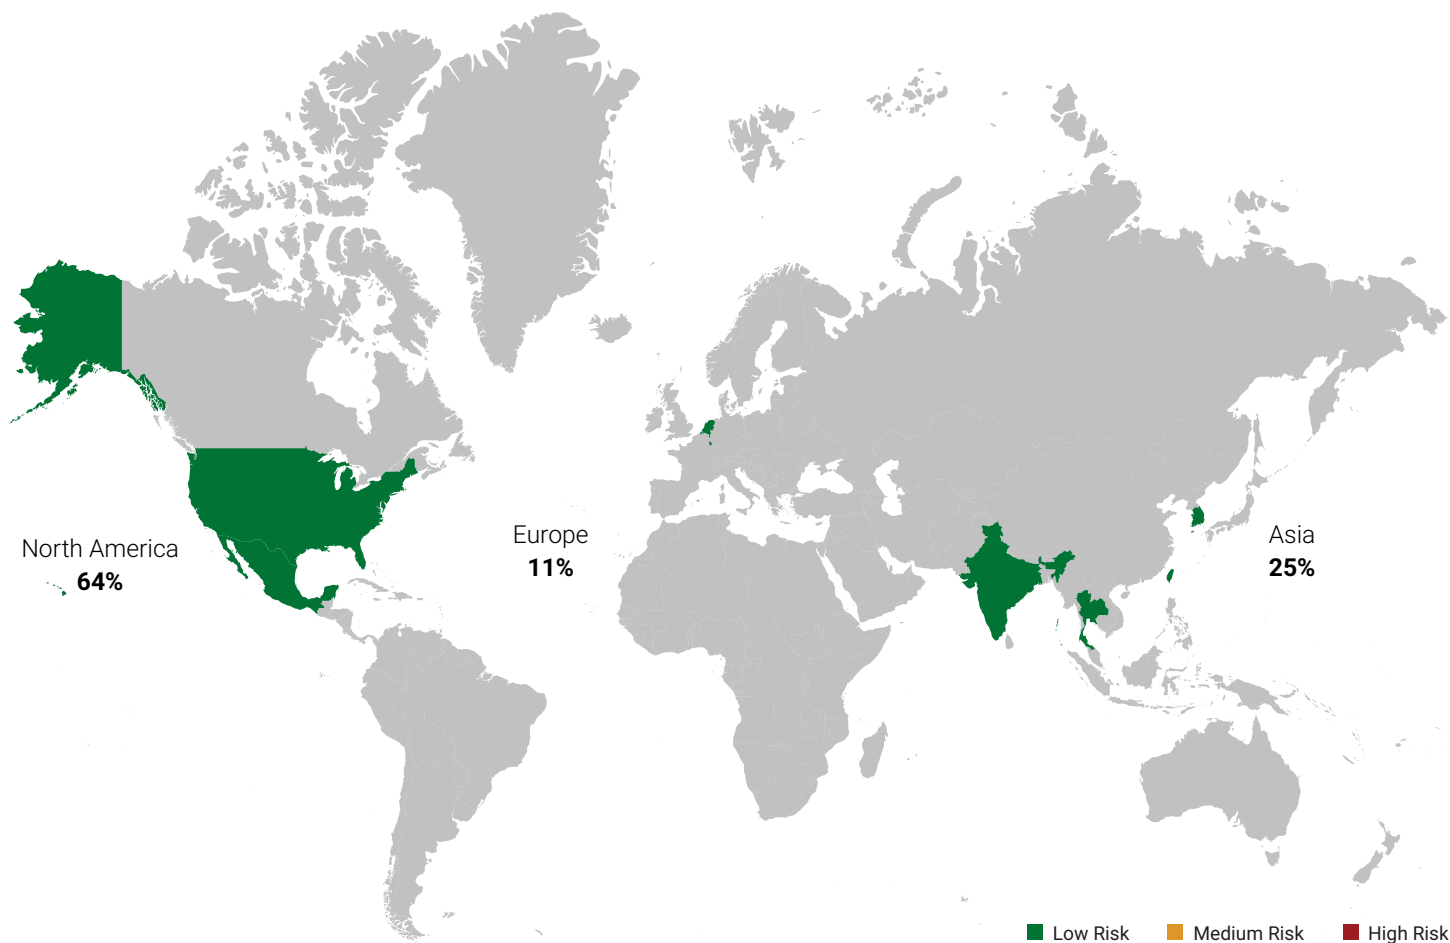 North America
64%
Europe
11%
Asia
25%
Low Risk
Medium Risk
High Risk